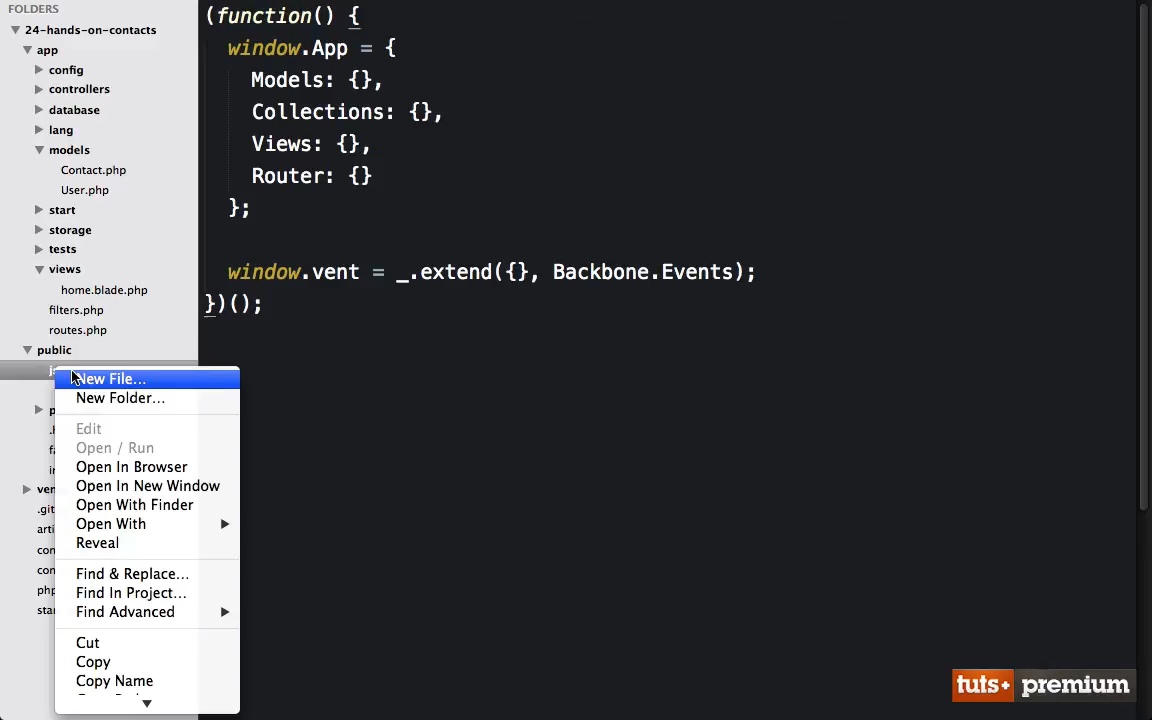 FOLDERS
24-hands-on-contacts
app
config
controllers
database
lang
models
Contact.php
User.php
start
storage
tests
views
home.blade.php
filters.php
routes.php
public
(function() {
window.App = {
Models: {},
Collections: {},
Views: {},
Router: {}
};
window.vent = _.extend({}, Backbone.Events);
})();
New File...
New Folder...
Edit
Open / Run
Open In Browser
Open In New Window
Open With Finder
Open With
Reveal
Find & Replace...
Find In Project...
Find Advanced
Cut
Copy
Copy Name
tuts+ premium